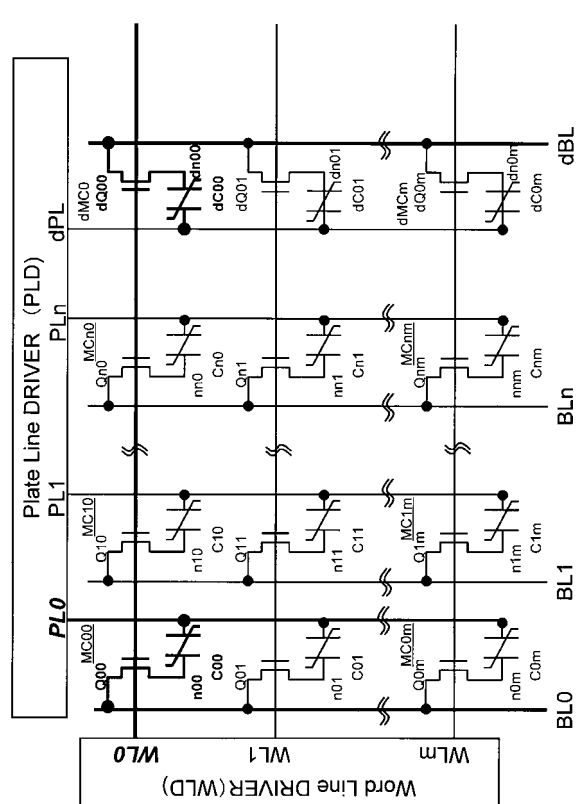 Plate Line DRIVER (PLD)
PL0 PL1 PLn dPL
MC00 MC10 MCn0 dMC0
Q00 Q10 Qn0 dQ00
WL0
n00 n10 nn0 dn00
C00 C10 Cn0 dC00
Q01 Q11 Qn1 dQ01
WL1
n01 n11 nn1 dn01
C01 C11 Cn1 dC01
MC0m MC1m MCnm dMCm
Q0m Q1m Qnm dQ0m
WLm
n0m n1m nnm dn0m
C0m C1m Cnm dC0m
BL0 BL1 BLn dBL
Word Line DRIVER (WLD)